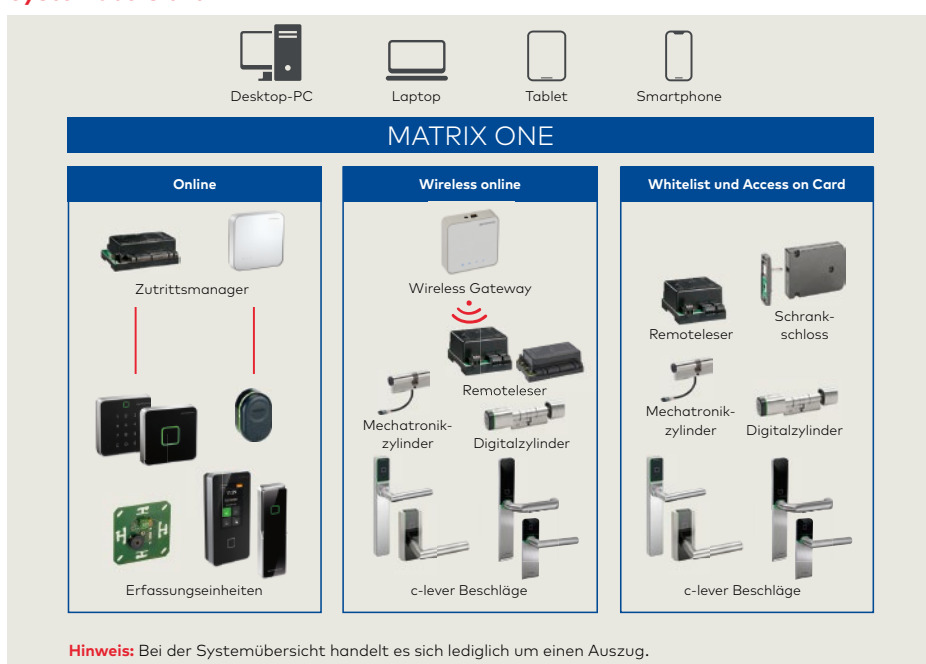 Desktop-PC
Laptop
Tablet
Smartphone
MATRIX ONE
Online
Zutrittsmanager
Erfassungseinheiten
Wireless online
Wireless Gateway
Remoteleser
Mechatronik-
zylinder
Digitalzylinder
c-lever Beschläge
Whitelist und Access on Card
Remoteleser
Schrank-
schloss
Mechatronik-
zylinder
Digitalzylinder
c-lever Beschläge
Hinweis: Bei der Systemübersicht handelt es sich lediglich um einen Auszug.